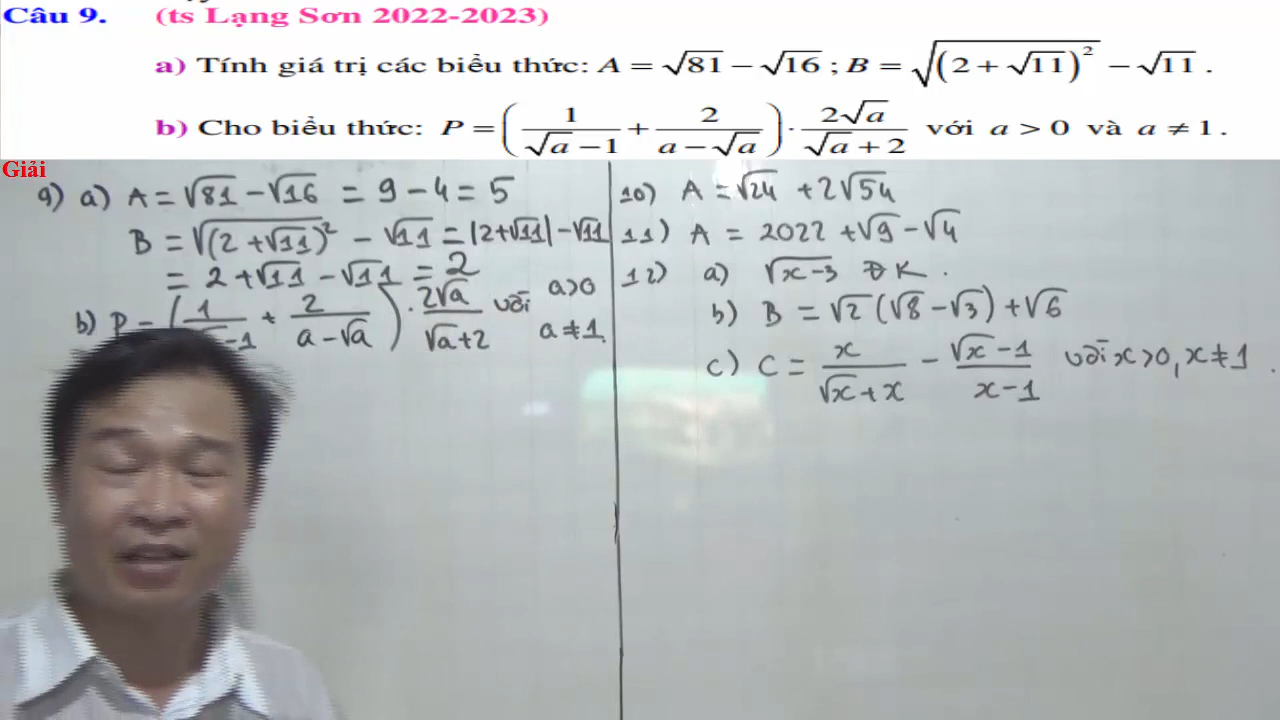 Câu 9. (ts Lạng Sơn 2022-2023)
a) Tính giá trị các biểu thức: A = √81 − √16 ; B = √((2 + √11)²) − √11 .
b) Cho biểu thức: P = (1/(√a − 1) + 2/(a − √a)) · 2√a/(√a + 2) với a > 0 và a ≠ 1.
Giải
9) a) A = √81 − √16 = 9 − 4 = 5
B = √((2 + √11)²) − √11 = |2 + √11| − √11
= 2 + √11 − √11 = 2
b) P = (1/(√a − 1) + 2/(a − √a)) · 2√a/(√a + 2) với a > 0
a ≠ 1
10) A = √24 + 2√54
11) A = 2022 + √9 − √4
12) a) √(x−3) ĐK.
b) B = √2(√8 − √3) + √6
c) C = x/(√x + x) − (√x − 1)/(x − 1) với x > 0, x ≠ 1.